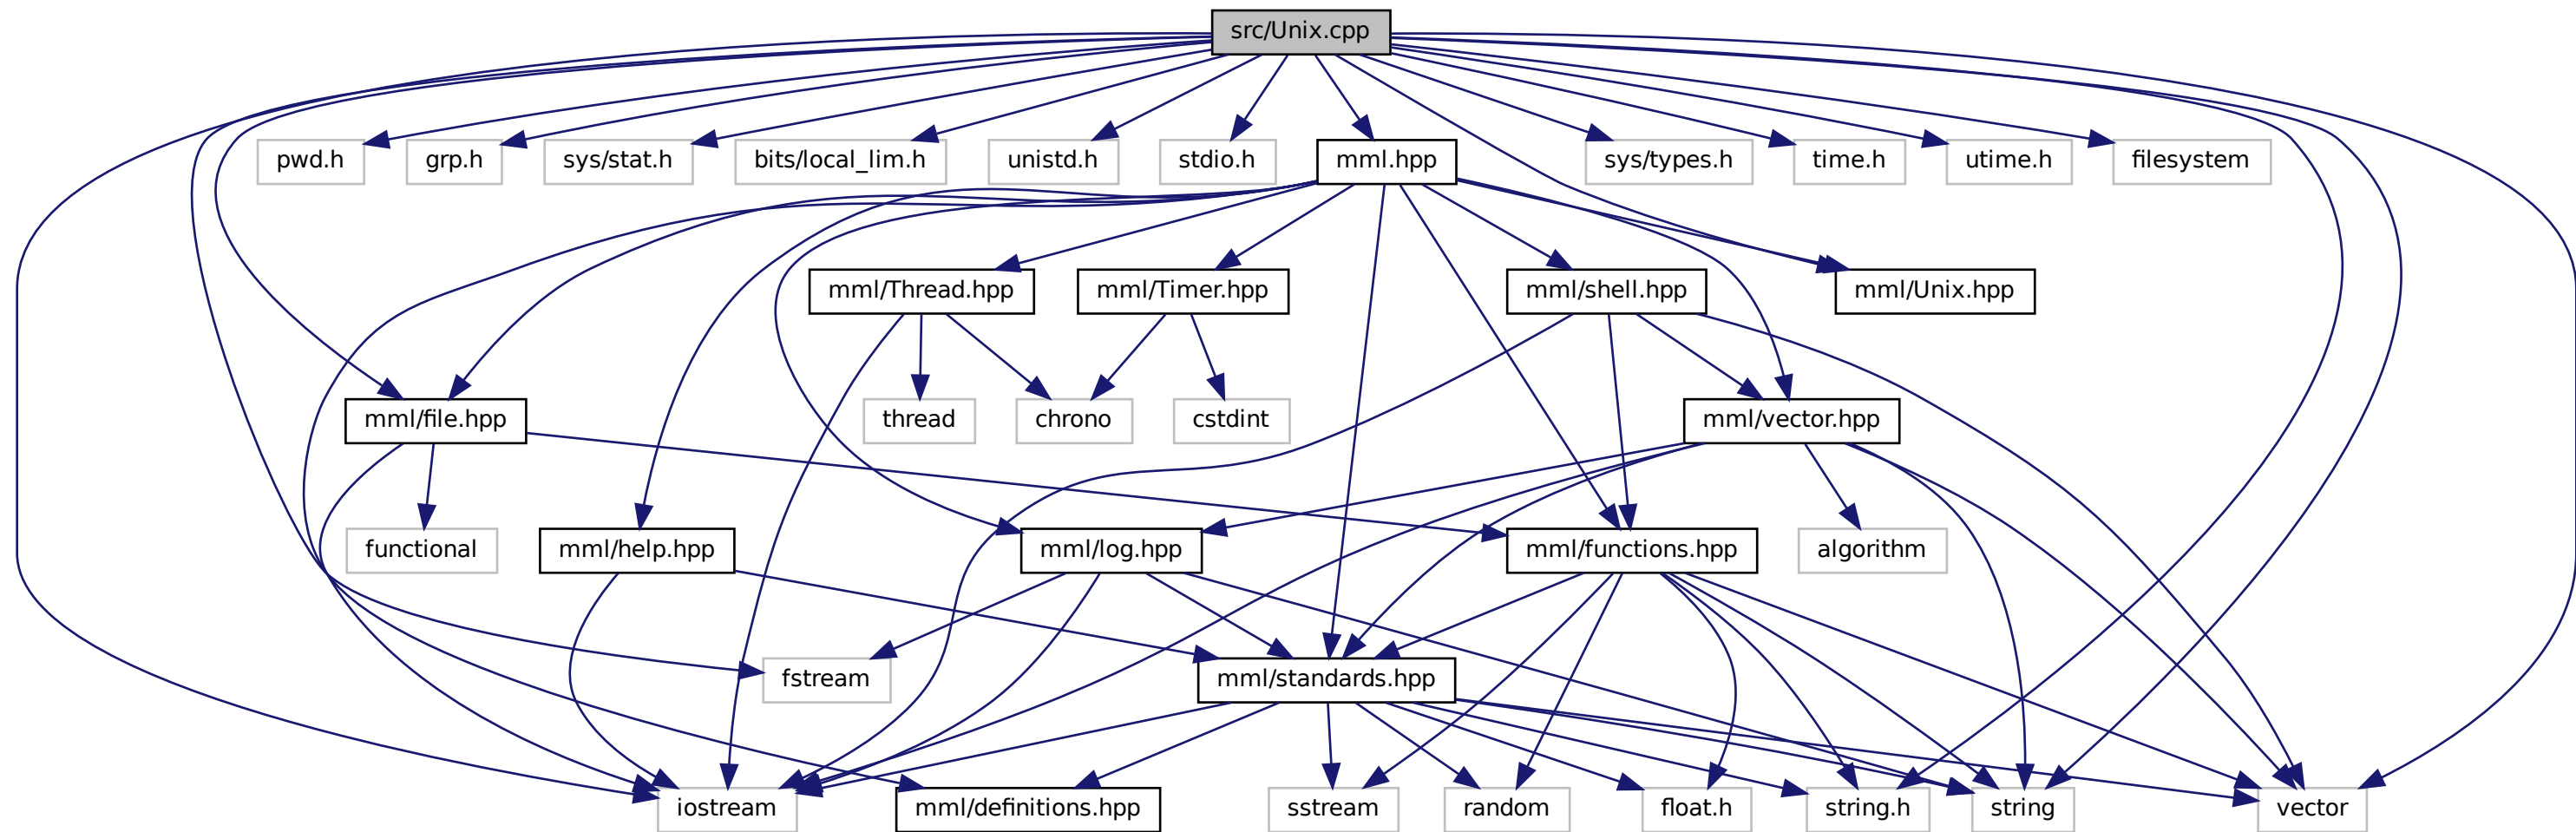 src/Unix.cpp
pwd.h
grp.h
sys/stat.h
bits/local_lim.h
unistd.h
stdio.h
mml.hpp
sys/types.h
time.h
utime.h
filesystem
mml/Thread.hpp
mml/Timer.hpp
mml/shell.hpp
mml/Unix.hpp
mml/file.hpp
thread
chrono
cstdint
mml/vector.hpp
functional
mml/help.hpp
mml/log.hpp
mml/functions.hpp
algorithm
fstream
mml/standards.hpp
iostream
mml/definitions.hpp
sstream
random
float.h
string.h
string
vector